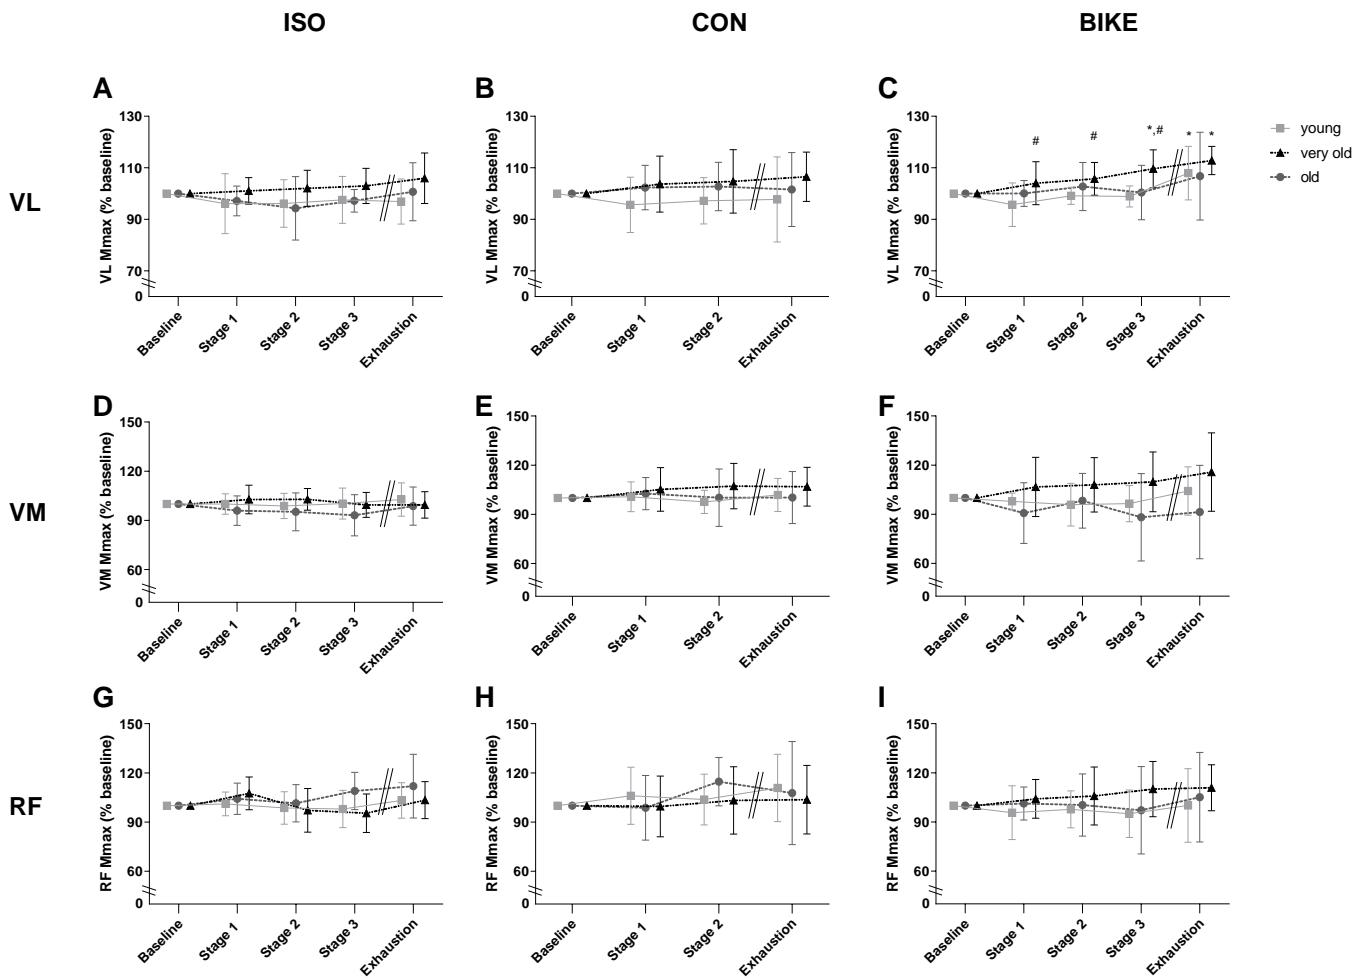 ISO CON BIKE
A B C
VL
VL Mmax (% baseline)
130
110
90
70
0
Baseline Stage 1 Stage 2 Stage 3 Exhaustion
VL Mmax (% baseline)
130
110
90
70
0
Baseline Stage 1 Stage 2 Exhaustion
VL Mmax (% baseline)
130
110
90
70
0
# # *,# * *
Baseline Stage 1 Stage 2 Stage 3 Exhaustion
young
very old
old
D E F
VM
VM Mmax (% baseline)
150
120
90
60
0
Baseline Stage 1 Stage 2 Stage 3 Exhaustion
VM Mmax (% baseline)
150
120
90
60
0
Baseline Stage 1 Stage 2 Exhaustion
VM Mmax (% baseline)
150
120
90
60
0
Baseline Stage 1 Stage 2 Stage 3 Exhaustion
G H I
RF
RF Mmax (% baseline)
150
120
90
60
0
Baseline Stage 1 Stage 2 Stage 3 Exhaustion
RF Mmax (% baseline)
150
120
90
60
0
Baseline Stage 1 Stage 2 Exhaustion
RF Mmax (% baseline)
150
120
90
60
0
Baseline Stage 1 Stage 2 Stage 3 Exhaustion